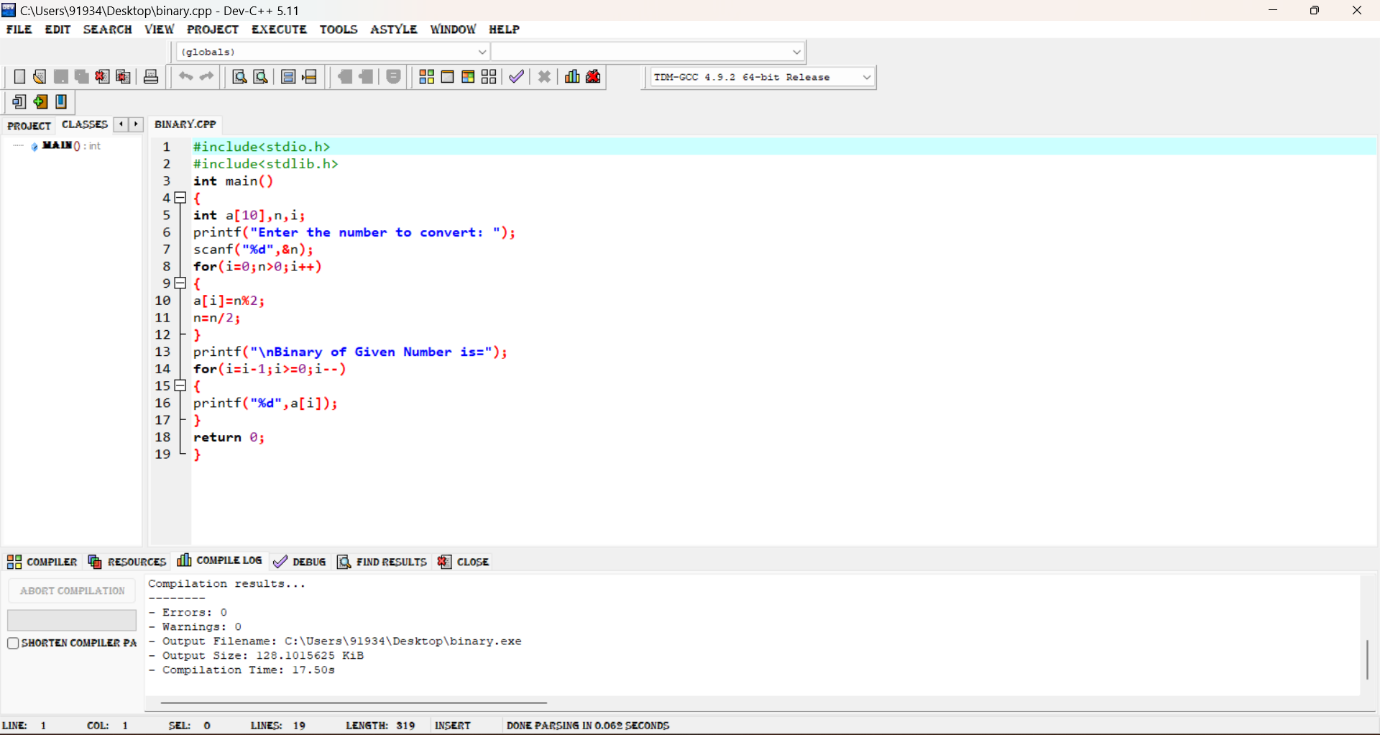 C:\Users\91934\Desktop\binary.cpp - Dev-C++ 5.11
FILE EDIT SEARCH VIEW PROJECT EXECUTE TOOLS ASTYLE WINDOW HELP
(globals)
TDM-GCC 4.9.2 64-bit Release
PROJECT CLASSES BINARY.CPP
MAIN() : int
1 #include<stdio.h>
2 #include<stdlib.h>
3 int main()
4 {
5 int a[10],n,i;
6 printf("Enter the number to convert: ");
7 scanf("%d",&n);
8 for(i=0;n>0;i++)
9 {
10 a[i]=n%2;
11 n=n/2;
12 }
13 printf("\nBinary of Given Number is=");
14 for(i=i-1;i>=0;i--)
15 {
16 printf("%d",a[i]);
17 }
18 return 0;
19 }
COMPILER RESOURCES COMPILE LOG DEBUG FIND RESULTS CLOSE
ABORT COMPILATION
SHORTEN COMPILER PA
Compilation results...
--------
- Errors: 0
- Warnings: 0
- Output Filename: C:\Users\91934\Desktop\binary.exe
- Output Size: 128.1015625 KiB
- Compilation Time: 17.50s
LINE: 1 COL: 1 SEL: 0 LINES: 19 LENGTH: 319 INSERT DONE PARSING IN 0.062 SECONDS